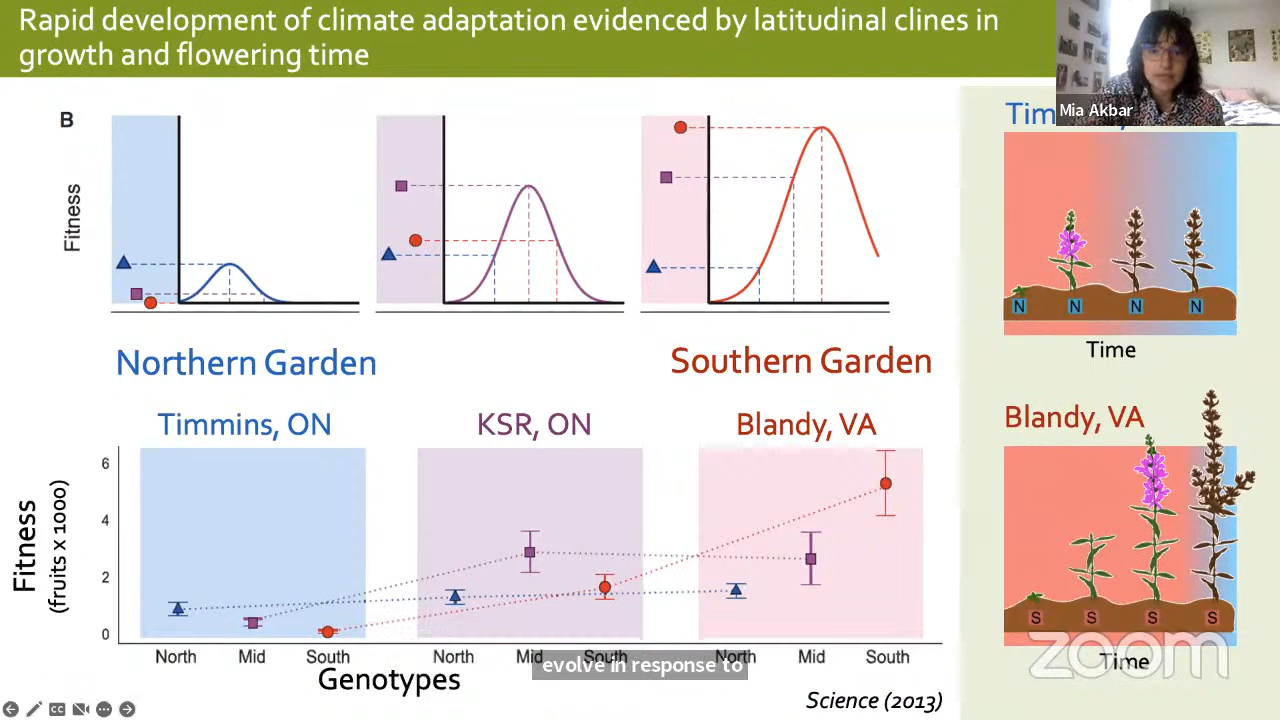 Rapid development of climate adaptation evidenced by latitudinal clines in
growth and flowering time
Mia Akbar
B
Fitness
Northern Garden
Southern Garden
Timmins, ON
KSR, ON
Blandy, VA
Fitness
(fruits x 1000)
6
4
2
0
North Mid South North Mid South North Mid South
Genotypes
evolve in response to
Science (2013)
N N N N
Time
Blandy, VA
S S S S
Time
zoom
CC